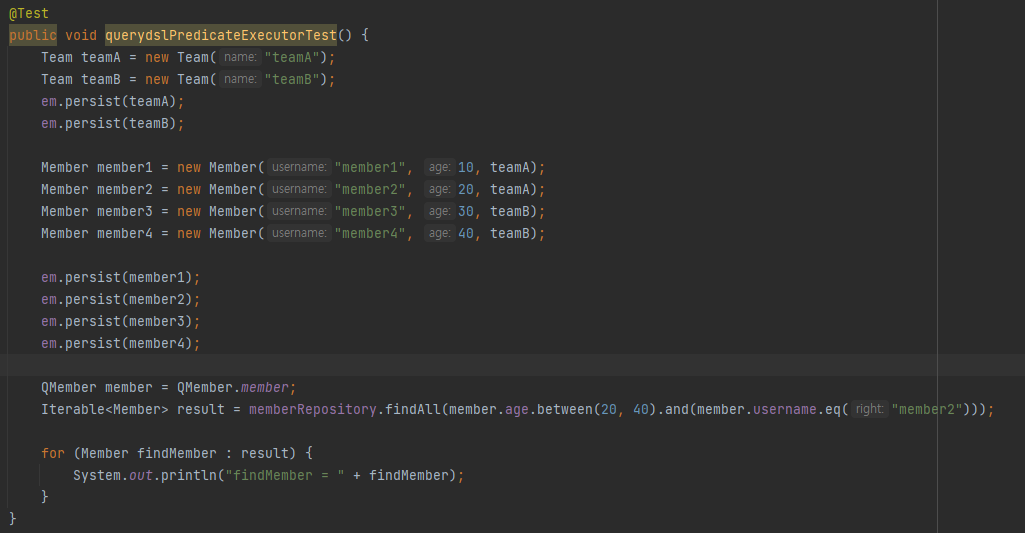 @Test
public void querydslPredicateExecutorTest() {
    Team teamA = new Team( name: "teamA");
    Team teamB = new Team( name: "teamB");
    em.persist(teamA);
    em.persist(teamB);
    Member member1 = new Member( username: "member1", age: 10, teamA);
    Member member2 = new Member( username: "member2", age: 20, teamA);
    Member member3 = new Member( username: "member3", age: 30, teamB);
    Member member4 = new Member( username: "member4", age: 40, teamB);
    em.persist(member1);
    em.persist(member2);
    em.persist(member3);
    em.persist(member4);
    QMember member = QMember.member;
    Iterable<Member> result = memberRepository.findAll(member.age.between(20, 40).and(member.username.eq( right: "member2")));
    for (Member findMember : result) {
        System.out.println("findMember = " + findMember);
    }
}